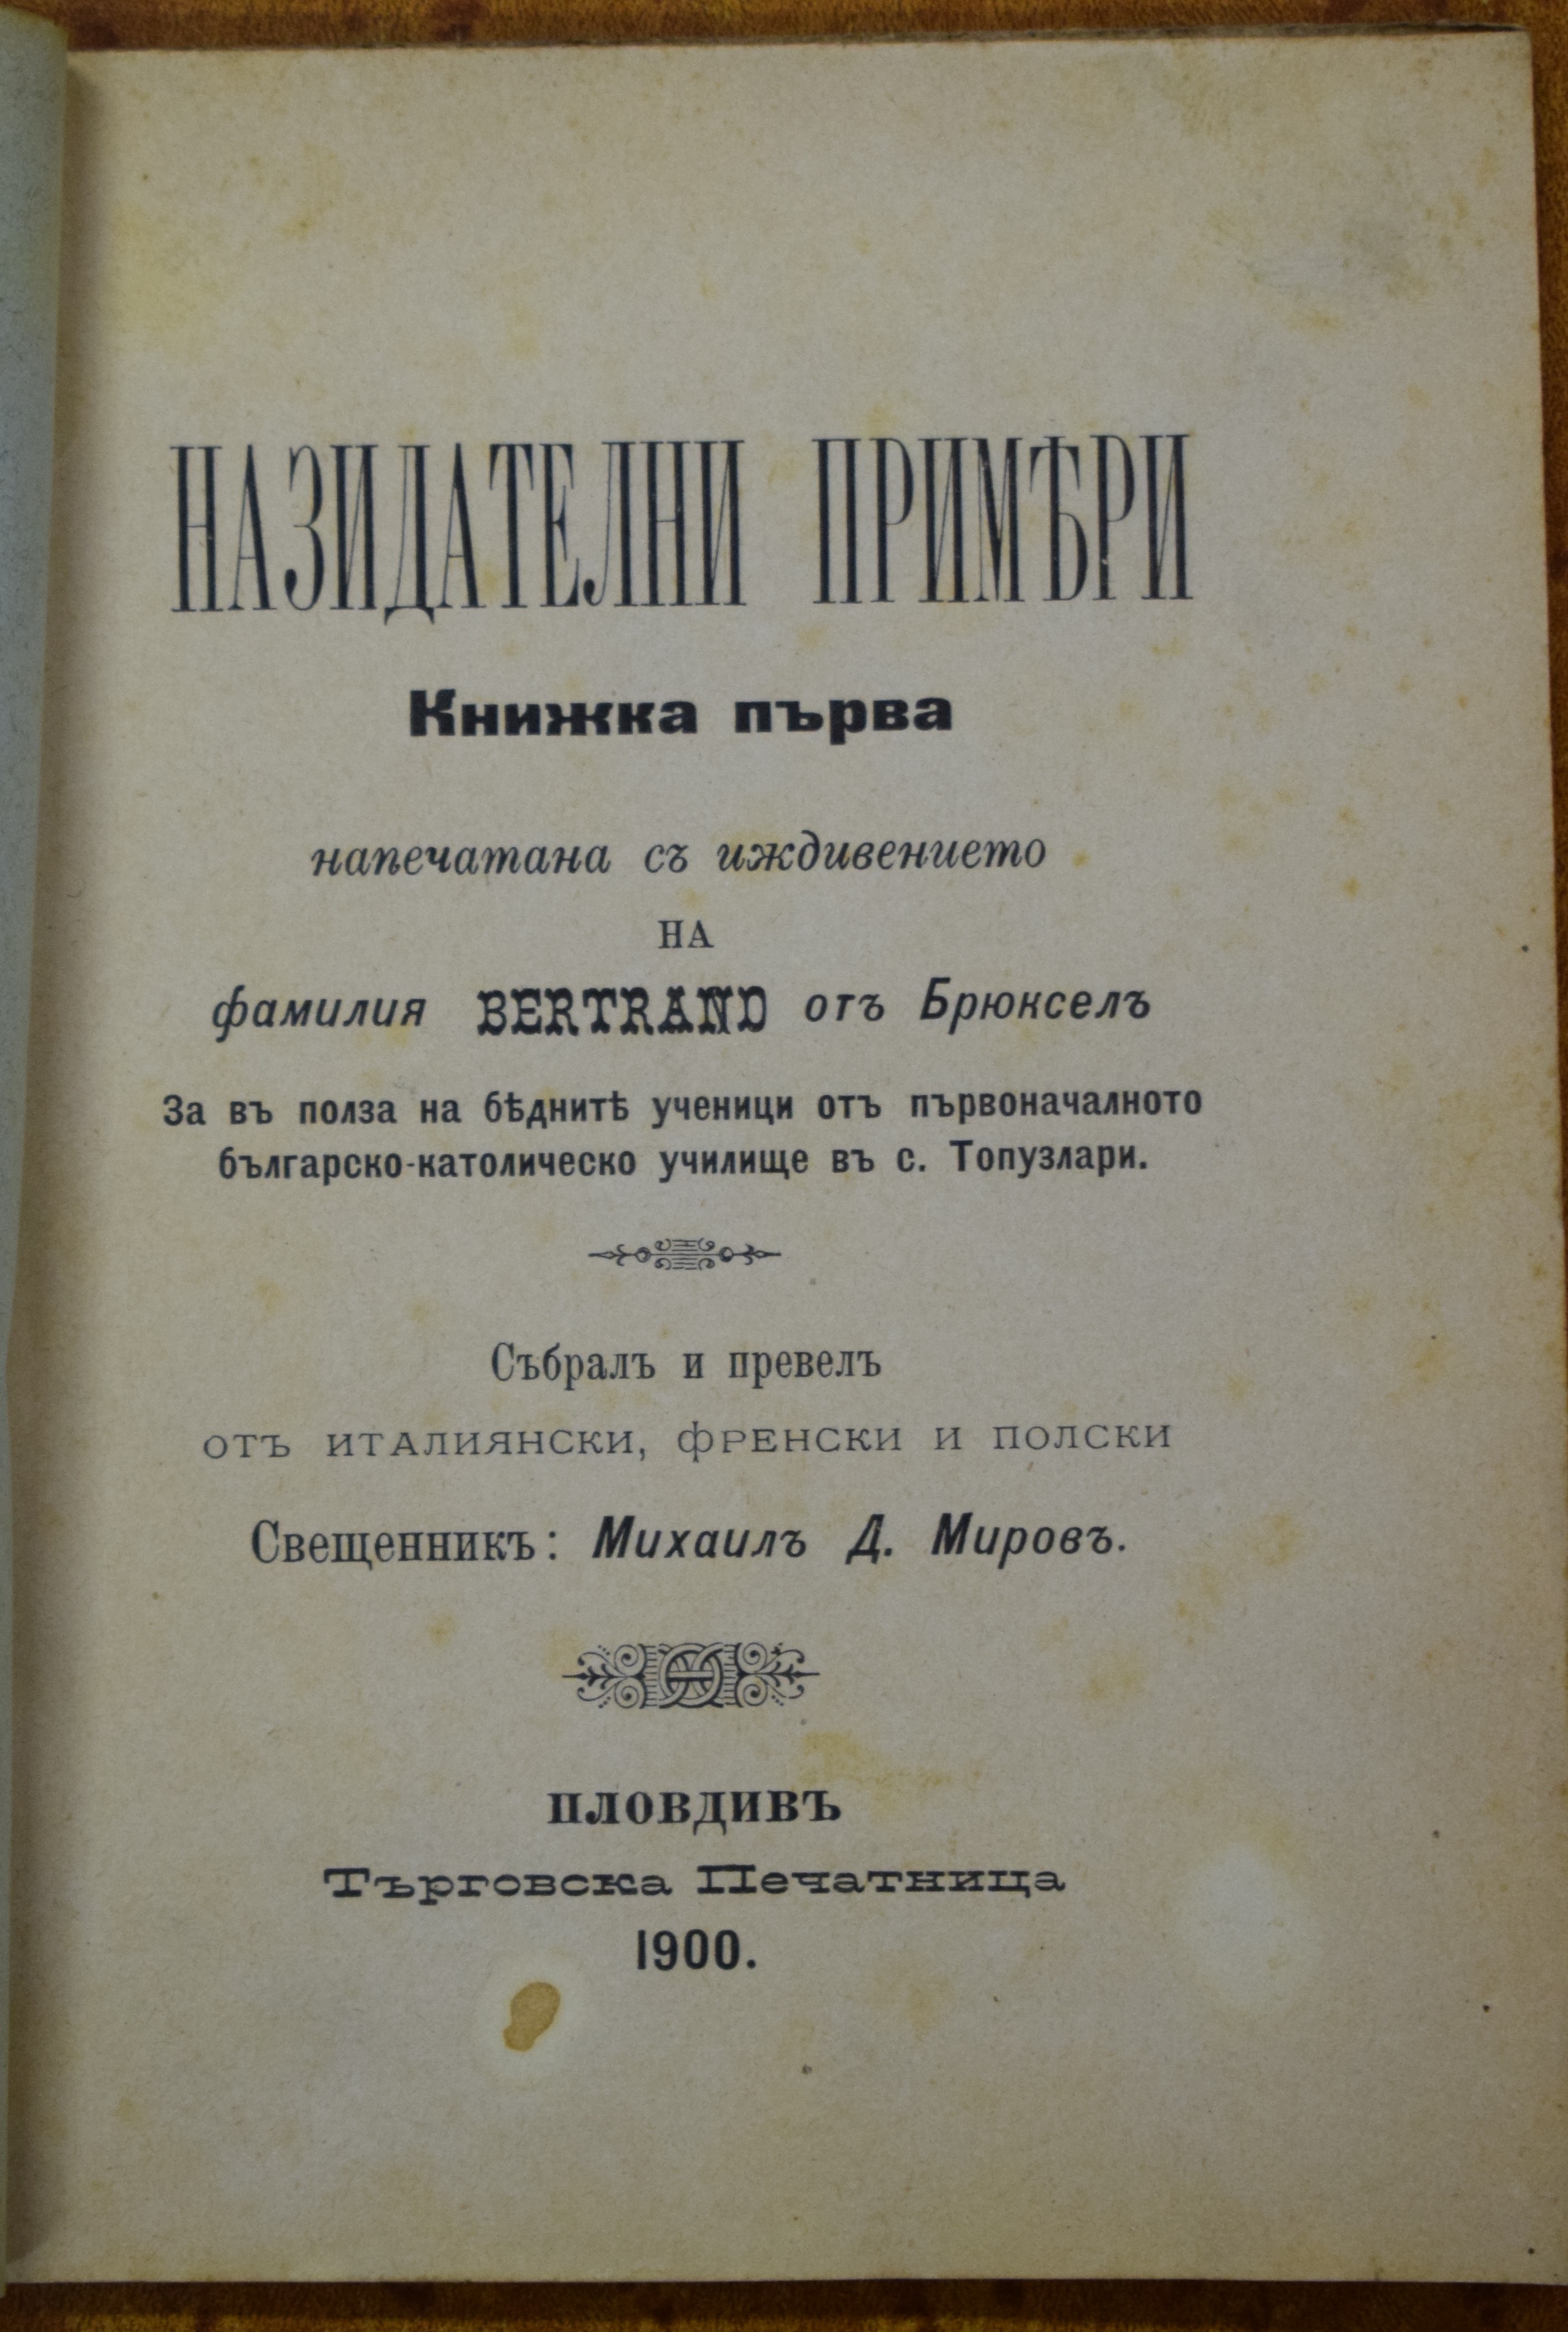 НАЗИДАТЕЛНИ ПРИМѢРИ
Книжка първа
напечатана съ иждивението
НА
фамилия BERTRAND отъ Брюкселъ
За въ полза на бѣднитѣ ученици отъ първоначалното
българско-католическо училище въ с. Топузлари.
Събралъ и превелъ
ОТЪ ИТАЛИЯНСКИ, ФРЕНСКИ И ПОЛСКИ
Свещенникъ: Михаилъ Д. Мировъ.
ПЛОВДИВЪ
Търговска Печатница
1900.